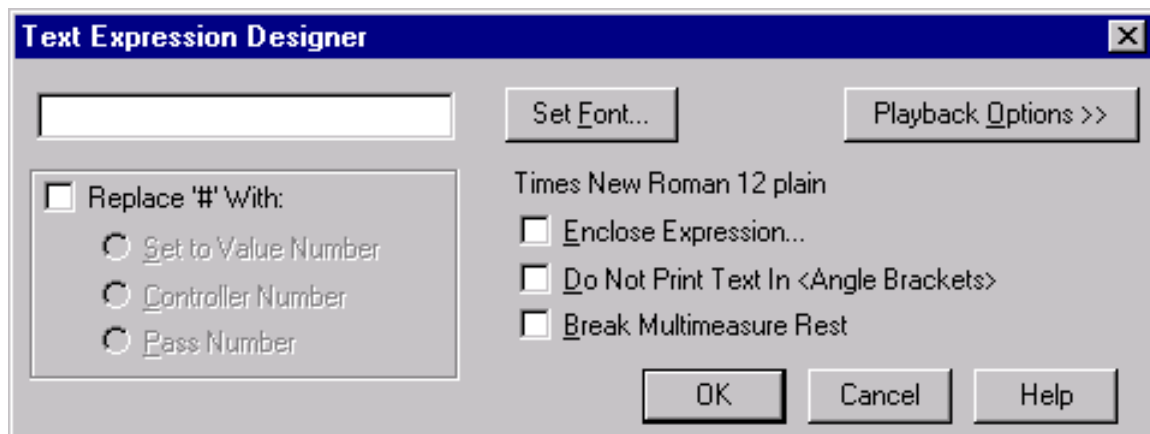 Text Expression Designer
Set Font...
Playback Options >>
Replace '#' With:
Set to Value Number
Controller Number
Pass Number
Times New Roman 12 plain
Enclose Expression...
Do Not Print Text In <Angle Brackets>
Break Multimeasure Rest
OK Cancel Help